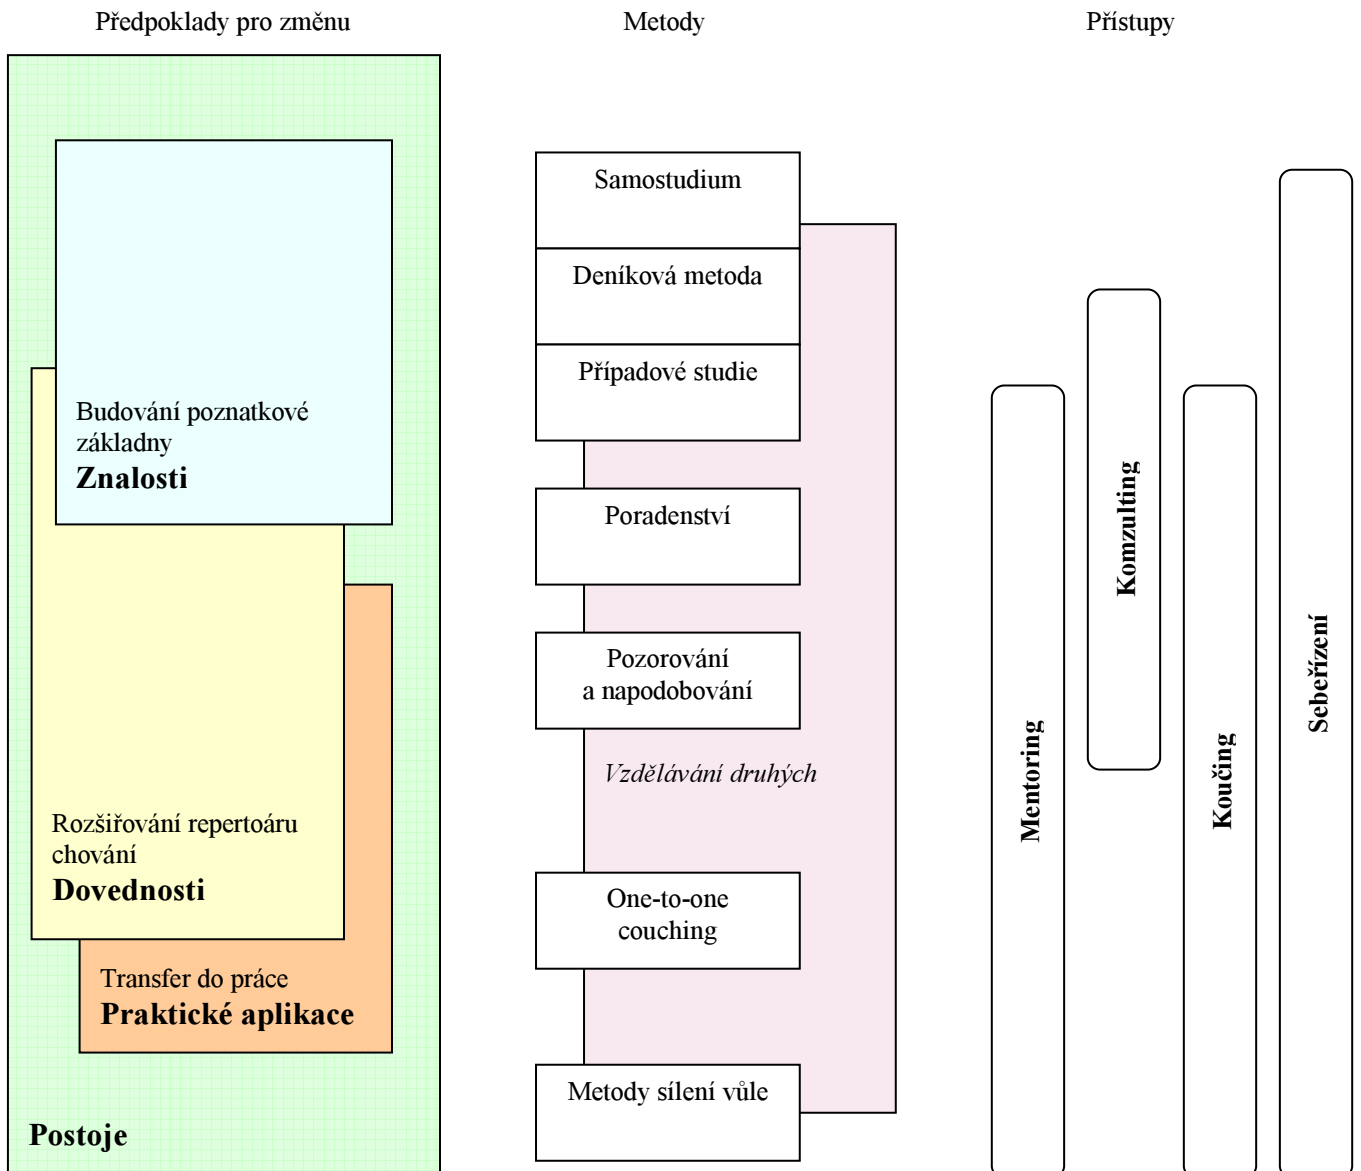 Předpoklady pro změnu
Metody
Přístupy
Budování poznatkové
základny
Znalosti
Rozšiřování repertoáru
chování
Dovednosti
Transfer do práce
Praktické aplikace
Postoje
Samostudium
Deníková metoda
Případové studie
Poradenství
Pozorování
a napodobování
Vzdělávání druhých
One-to-one
couching
Metody sílení vůle
Mentoring
Komzulting
Koučing
Sebeřízení